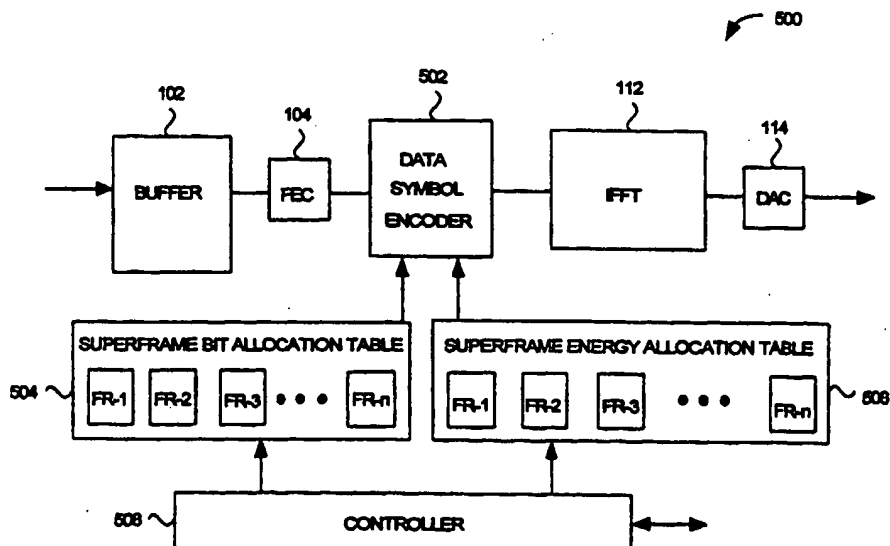 500
502
102
104
112
114
BUFFER
FEC
DATA
SYMBOL
ENCODER
IFFT
DAC
SUPERFRAME BIT ALLOCATION TABLE
504
FR-1 FR-2 FR-3 • • • FR-n
SUPERFRAME ENERGY ALLOCATION TABLE
FR-1 FR-2 FR-3 • • • FR-n
506
508
CONTROLLER